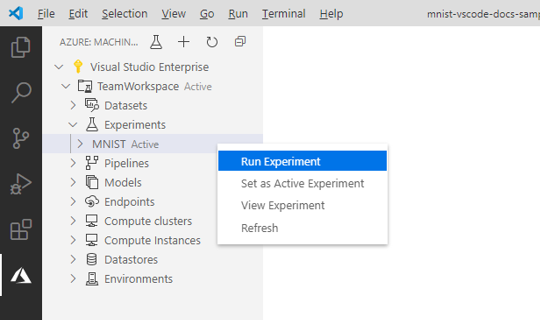 File Edit Selection View Go Run Terminal Help mnist-vscode-docs-samp
AZURE: MACHIN...
Visual Studio Enterprise
TeamWorkspace Active
Datasets
Experiments
MNIST Active
Run Experiment
Set as Active Experiment
View Experiment
Refresh
Pipelines
Models
Endpoints
Compute clusters
Compute Instances
Datastores
Environments